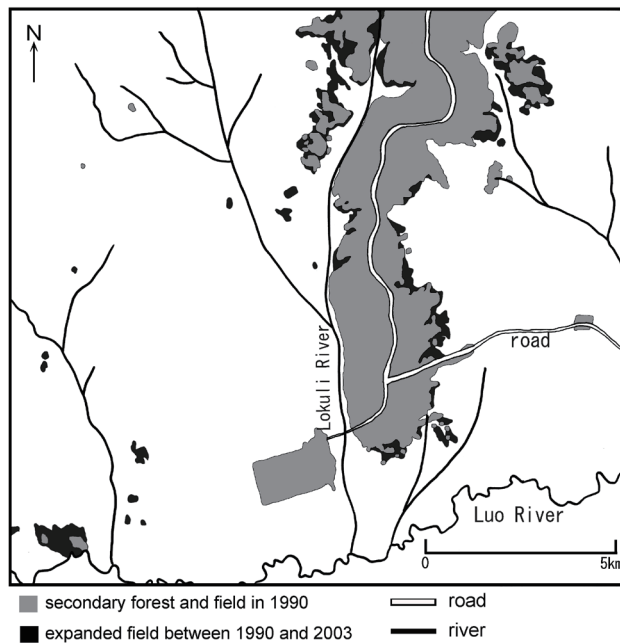 N
Lokuli River
road
Luo River
0 5km
secondary forest and field in 1990
road
expanded field between 1990 and 2003
river